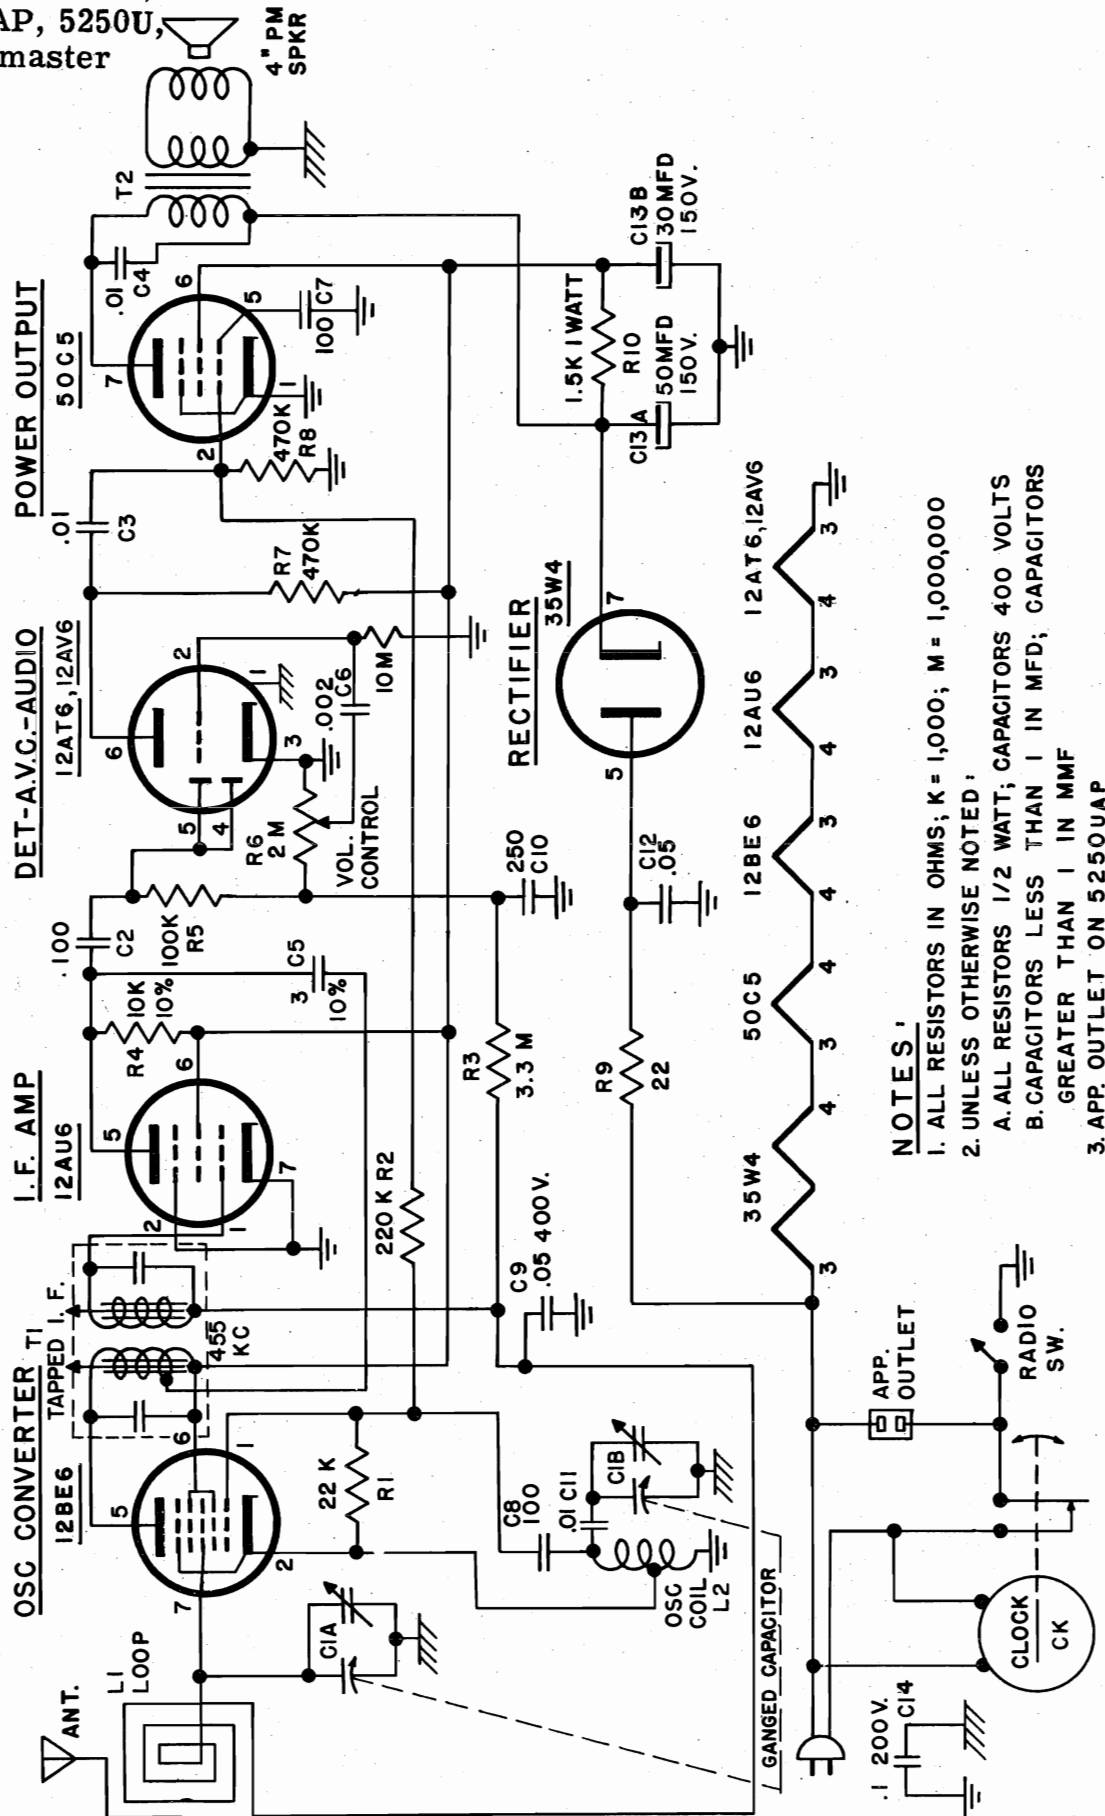 AP, 5250U,
master
4" PM
SPKR
T2
.01
C4
POWER OUTPUT
50C5
7
6
5
1
2
100 C7
470K
R8
C13B
30MFD
150V.
1.5K 1WATT
R10
C13A
50MFD
150V.
.01
C3
R7
470K
DET-A.V.C.-AUDIO
12AT6,12AV6
6
2
1
3
5
4
.002
C6
10M
R6
2M
VOL.
CONTROL
RECTIFIER
35W4
7
5
.100
C2
100K
R5
250
C10
C12
.05
I.F. AMP
12AU6
5
6
7
2
1
R4
10K
10%
3
C5
10%
R3
3.3 M
R9
22
220K R2
C9
.05 400V.
OSC CONVERTER
12BE6
TAPPED I.F.
T1
455
KC
5
6
1
2
7
22 K
R1
C8
100
.01 C11
C1B
OSC
COIL
L2
ANT.
L1
LOOP
C1A
GANGED CAPACITOR
35W4
50C5
12BE6
12AU6
12AT6,12AV6
3
4
3
4
4
3
4
3
4
3
APP.
OUTLET
RADIO
SW.
CLOCK
CK
.1 200V.
C14
NOTES:
1. ALL RESISTORS IN OHMS; K = 1,000; M = 1,000,000
2. UNLESS OTHERWISE NOTED:
A. ALL RESISTORS 1/2 WATT; CAPACITORS 400 VOLTS
B. CAPACITORS LESS THAN 1 IN MFD; CAPACITORS
GREATER THAN 1 IN MMF
3. APP. OUTLET ON 5250UAP